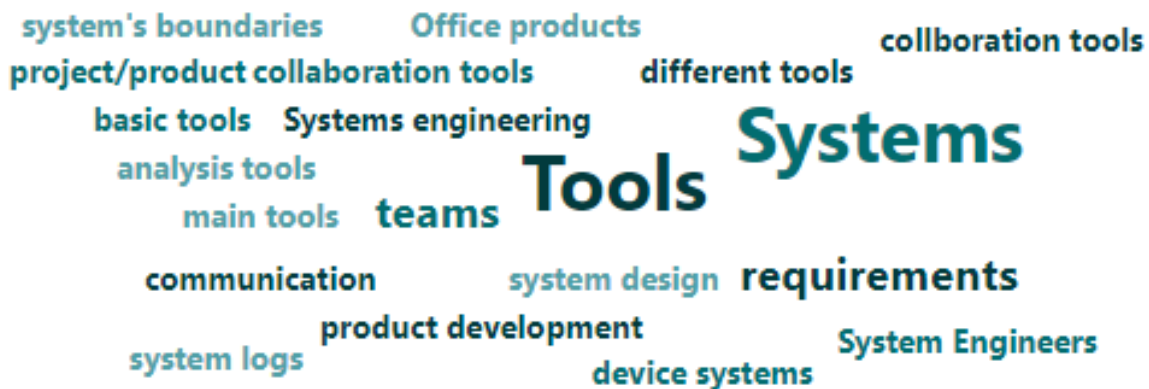 system's boundaries
Office products
collboration tools
project/product collaboration tools
different tools
basic tools
Systems engineering
Systems
analysis tools
Tools
main tools
teams
communication
system design
requirements
product development
System Engineers
system logs
device systems